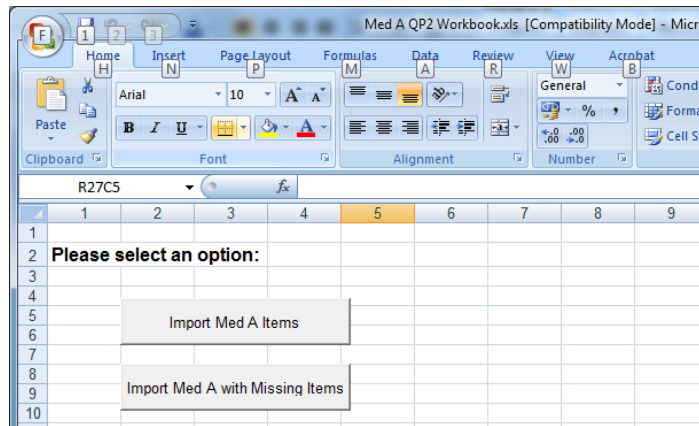 Med A QP2 Workbook.xls [Compatibility Mode] - Micr
F 1 2 3
Home Insert Page Layout Formulas Data Review View Acrobat
H N P M A R W B
Arial 10 A A General Cond
Paste B I U A % , Forma
.0 .00 .00 .0 Cell S
Clipboard Font Alignment Number
R27C5 fx
1 2 3 4 5 6 7 8 9
1
2 Please select an option:
3
4
5 Import Med A Items
6
7
8
9 Import Med A with Missing Items
10